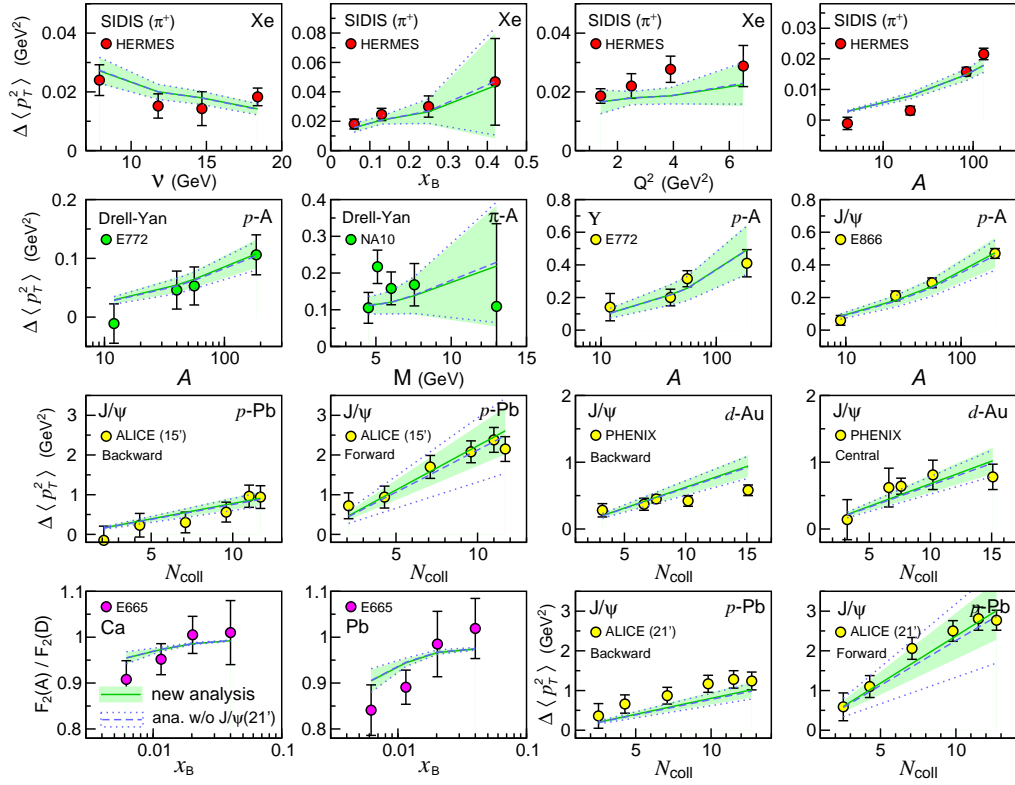 Δ⟨p_T^2⟩ (GeV²)
SIDIS (π⁺) Xe
HERMES
0 0.02 0.04
10 15 20
ν (GeV)
SIDIS (π⁺) Xe
HERMES
0 0.02 0.04 0.06 0.08
0 0.1 0.2 0.3 0.4 0.5
x_B
SIDIS (π⁺) Xe
HERMES
0 0.02 0.04
2 4 6
Q² (GeV²)
SIDIS (π⁺)
HERMES
0 0.01 0.02 0.03
10 100
A
Δ⟨p_T^2⟩ (GeV²)
Drell-Yan p-A
E772
0 0.1 0.2
10 100
A
Drell-Yan π-A
NA10
0 0.1 0.2 0.3 0.4
5 10 15
M (GeV)
Υ p-A
E772
0 0.2 0.4 0.6 0.8
10 100
J/ψ p-A
E866
0 0.2 0.4 0.6 0.8
10 100
A
Δ⟨p_T^2⟩ (GeV²)
J/ψ p-Pb
ALICE (15')
Backward
0 1 2 3
5 10
N_coll
J/ψ p-Pb
ALICE (15')
Forward
0 1 2 3
5 10
N_coll
J/ψ d-Au
PHENIX
Backward
0 1 2
5 10 15
N_coll
J/ψ d-Au
PHENIX
Central
0 1 2
5 10 15
N_coll
F₂(A) / F₂(D)
E665
Ca
new analysis
ana. w/o J/ψ(21')
0.8 0.9 1 1.1
0.01 0.1
x_B
E665
Pb
0.8 0.9 1 1.1
0.01 0.1
x_B
Δ⟨p_T^2⟩ (GeV²)
J/ψ p-Pb
ALICE (21')
Backward
0 1 2 3
5 10
N_coll
J/ψ p-Pb
ALICE (21')
Forward
0 1 2 3
0 5 10
N_coll